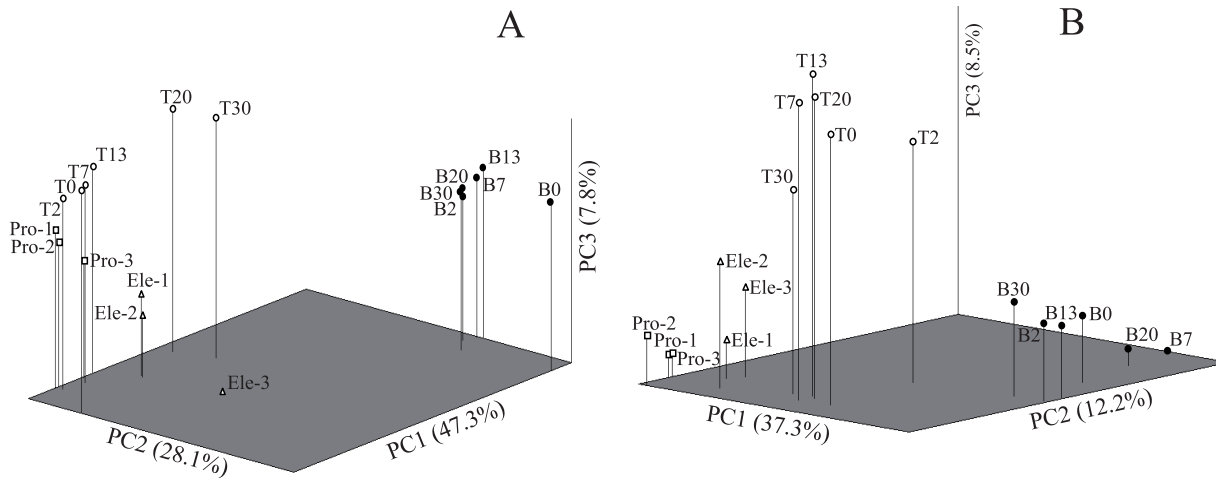 A
T20
T30
T13
T7
T0
T2
Pro-1
Pro-2
Pro-3
Ele-1
Ele-2
Ele-3
B13
B20
B7
B30
B2
B0
PC3 (7.8%)
PC2 (28.1%)
PC1 (47.3%)
B
T13
T7
T20
T0
T2
T30
PC3 (8.5%)
Ele-2
Ele-3
Pro-2
Pro-1
Ele-1
Pro-3
B30
B13
B0
B2
B20
B7
PC1 (37.3%)
PC2 (12.2%)